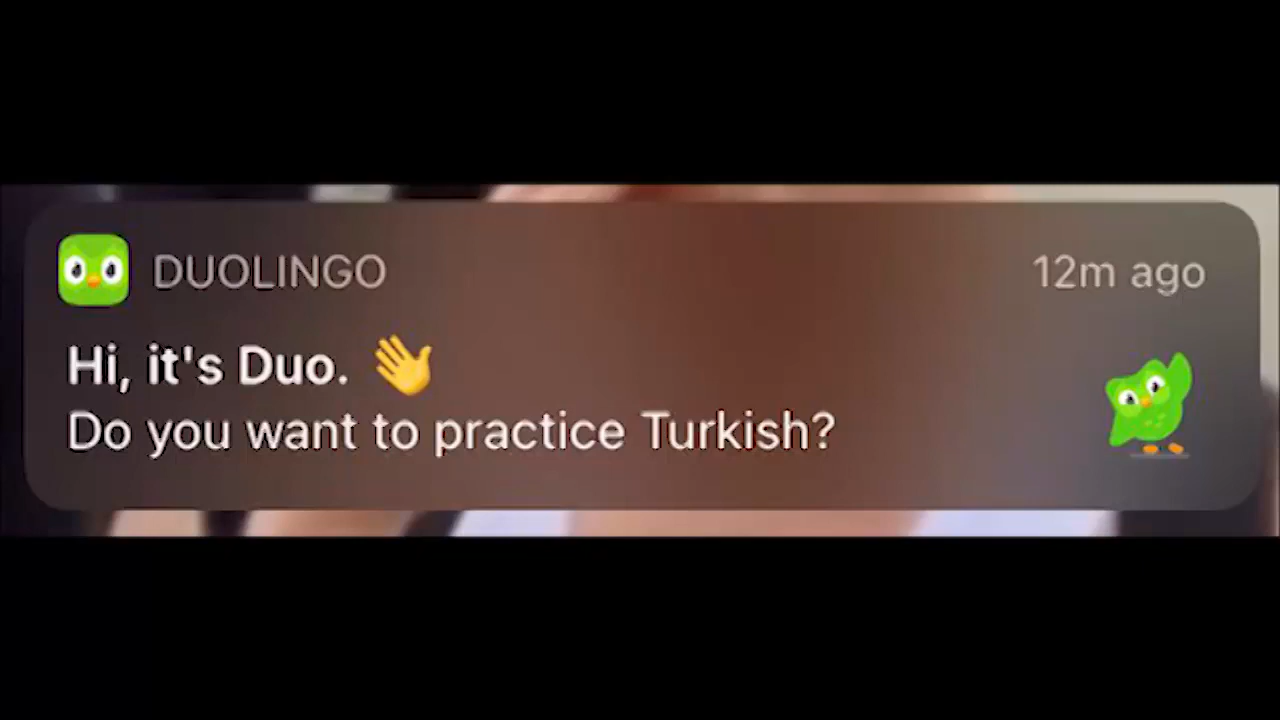 DUOLINGO 12m ago
Hi, it's Duo. 👋
Do you want to practice Turkish?